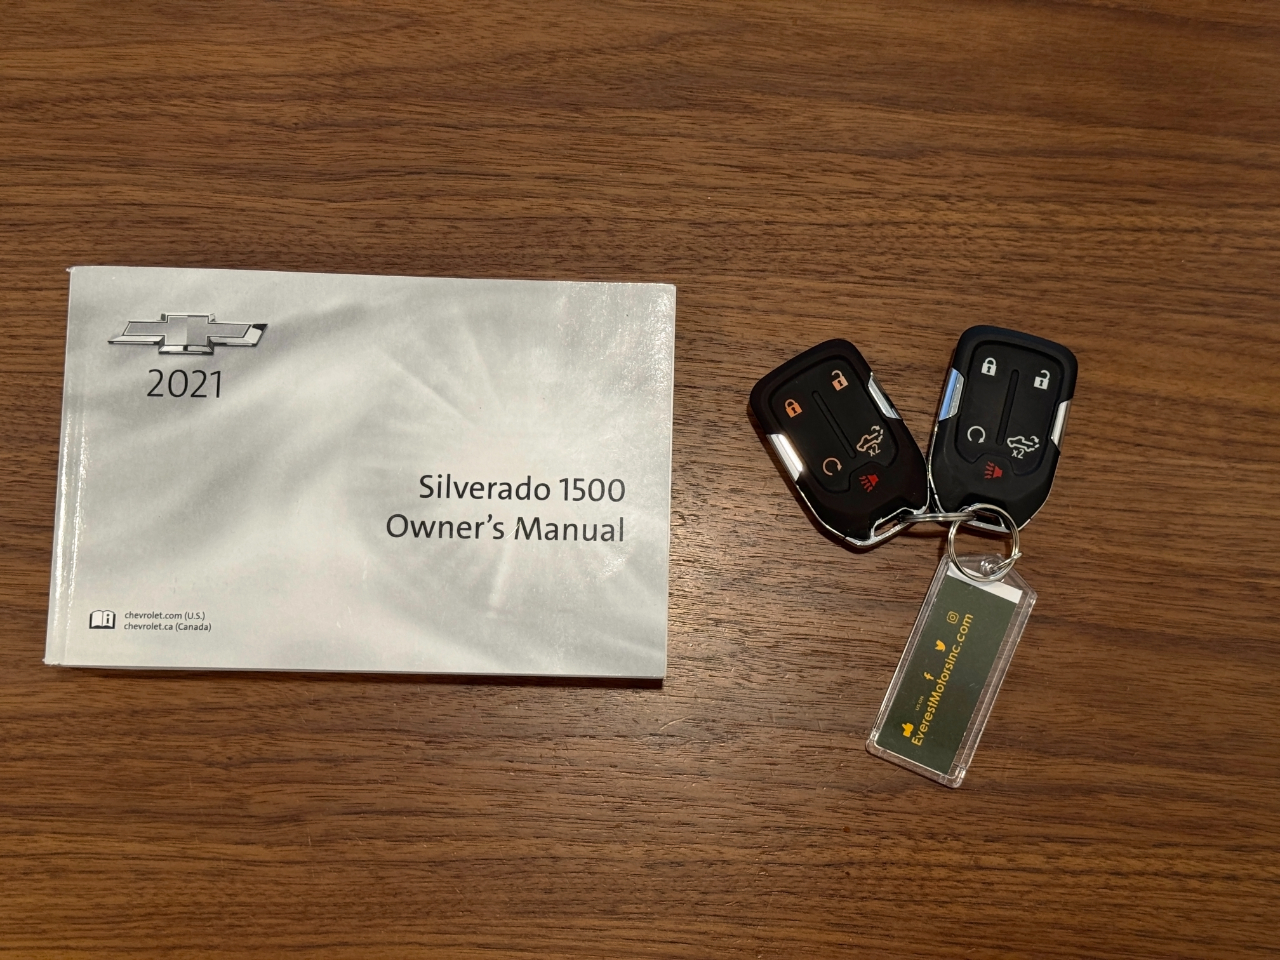 2021
Silverado 1500
Owner's Manual
chevrolet.com (U.S.)
chevrolet.ca (Canada)
x2
x2
EverestMotorsinc.com